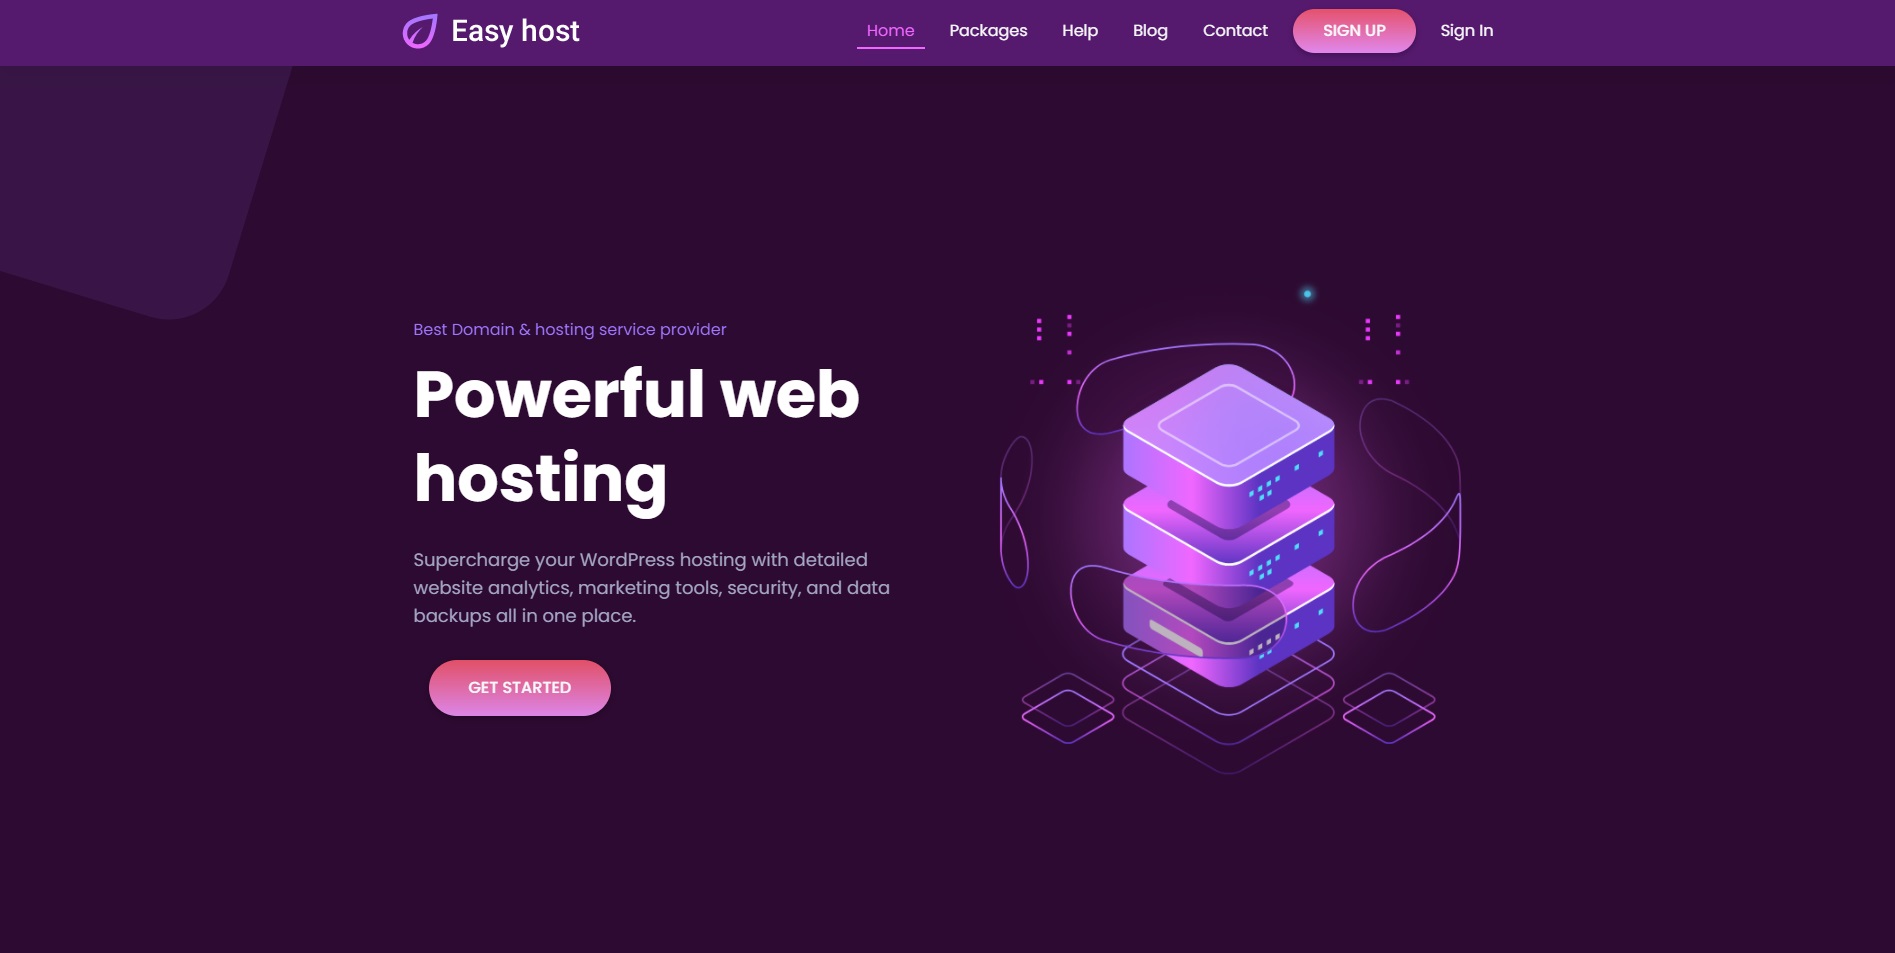 Easy host
Home
Packages
Help
Blog
Contact
SIGN UP
Sign In
Best Domain & hosting service provider
Powerful web
hosting
Supercharge your WordPress hosting with detailed
website analytics, marketing tools, security, and data
backups all in one place.
GET STARTED